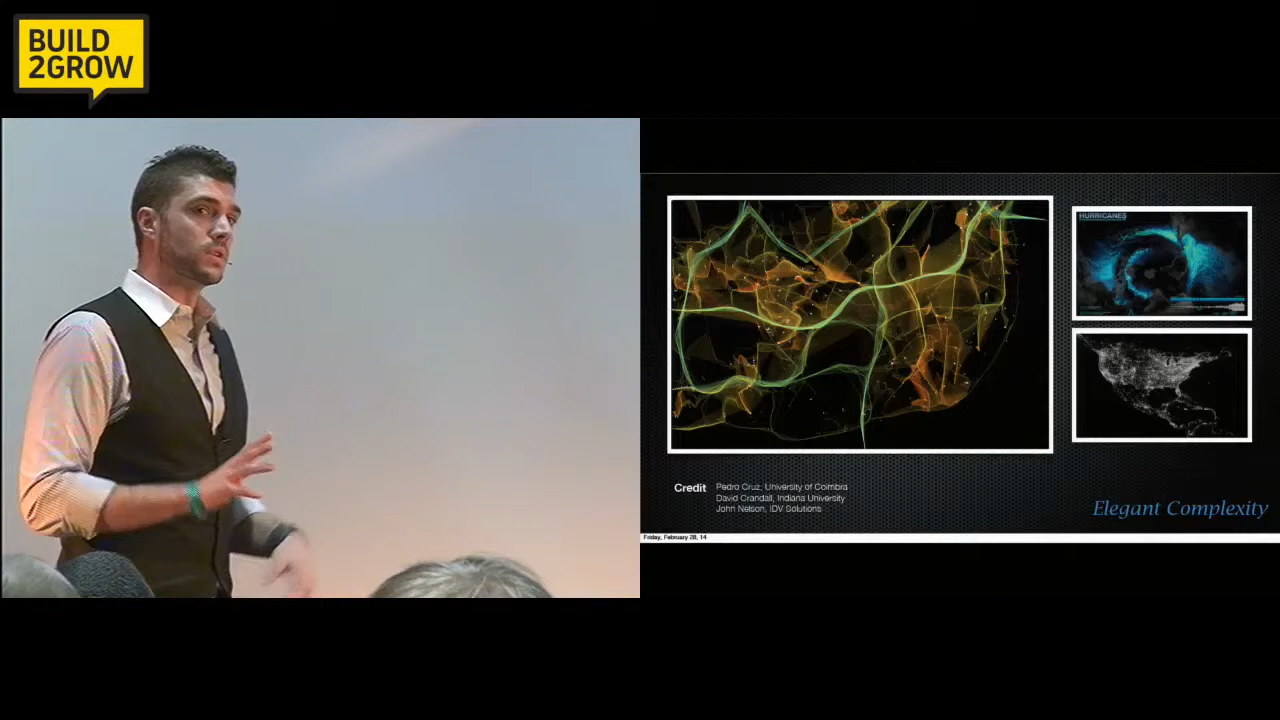 BUILD
2GROW
HURRICANES
Credit Pedro Cruz, University of Coimbra
David Crandall, Indiana University
John Nelson, IDV Solutions
Elegant Complexity
Friday, February 28, 14